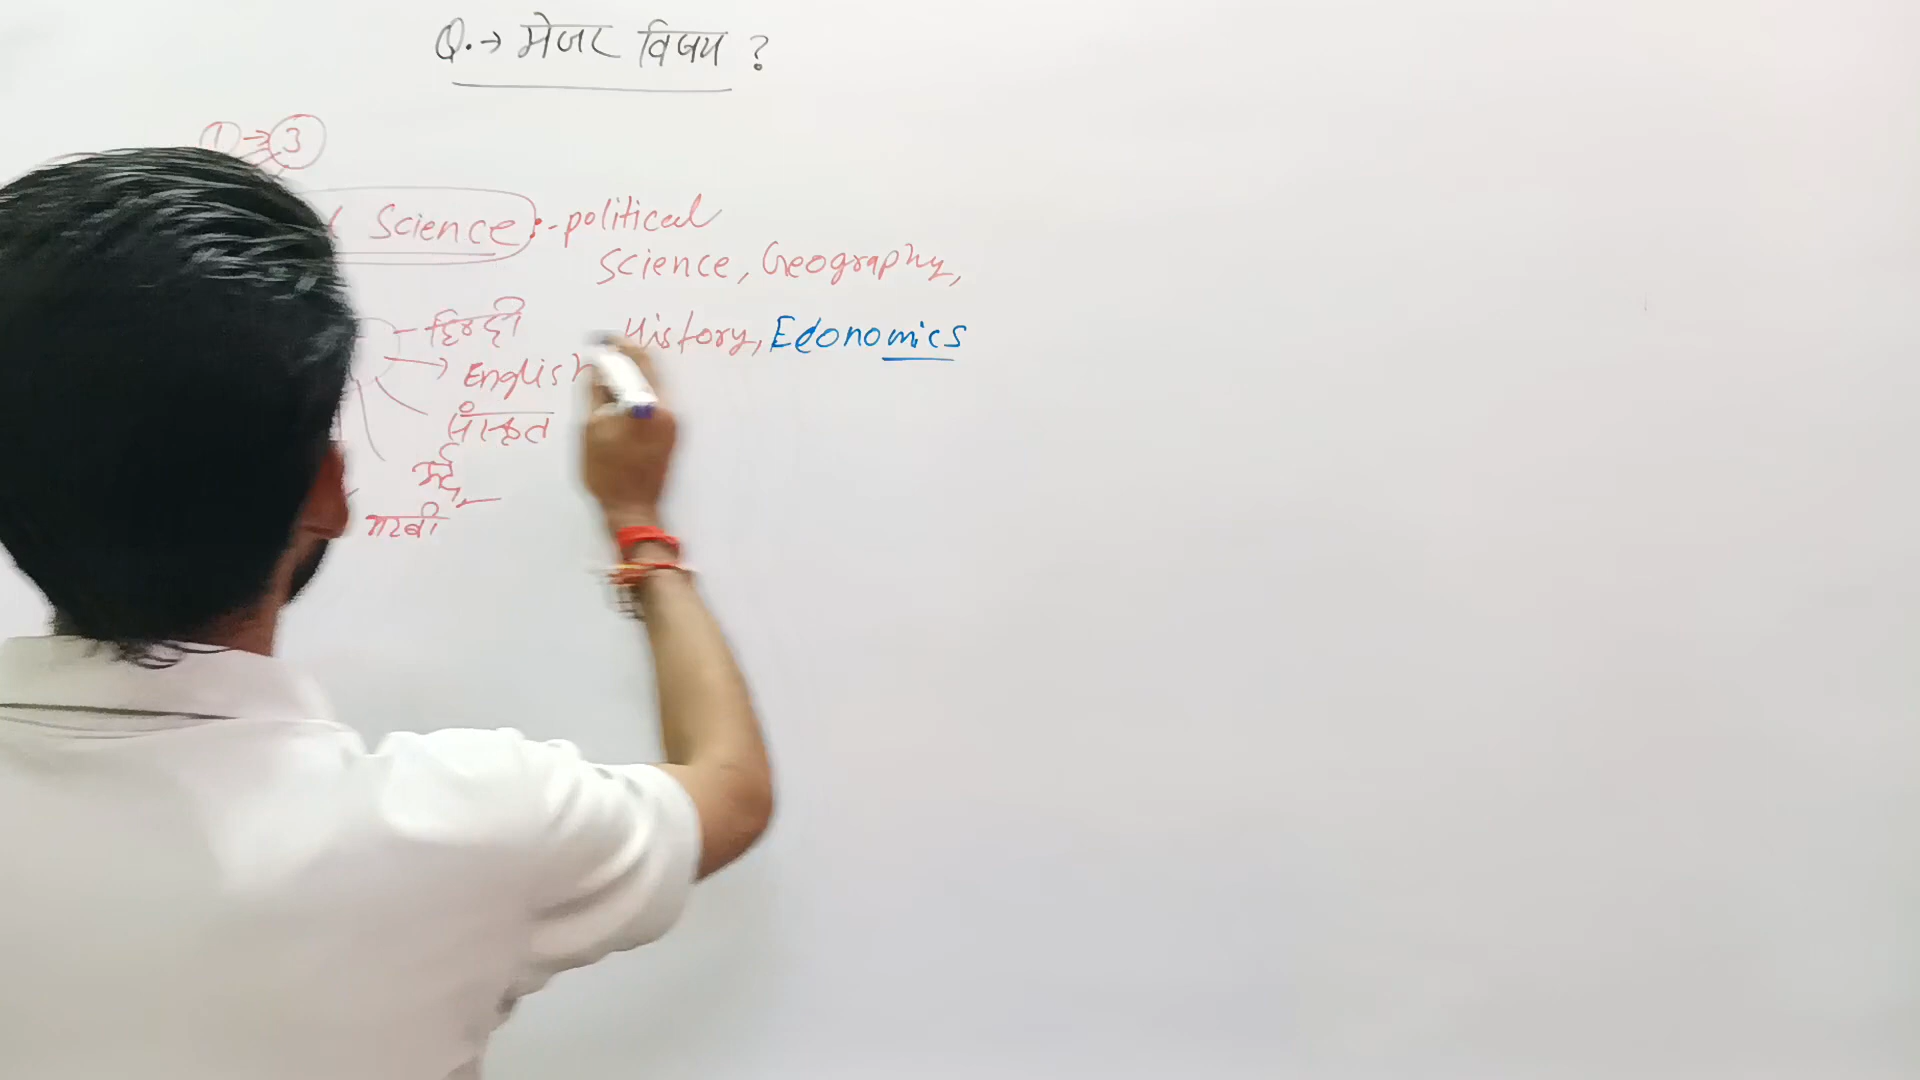 Q. → मेजर विषय ?
1 → 3
Science :- political
Science, Geography,
History, Economics
हिन्दी
English
संस्कृत
उर्दू
अरबी